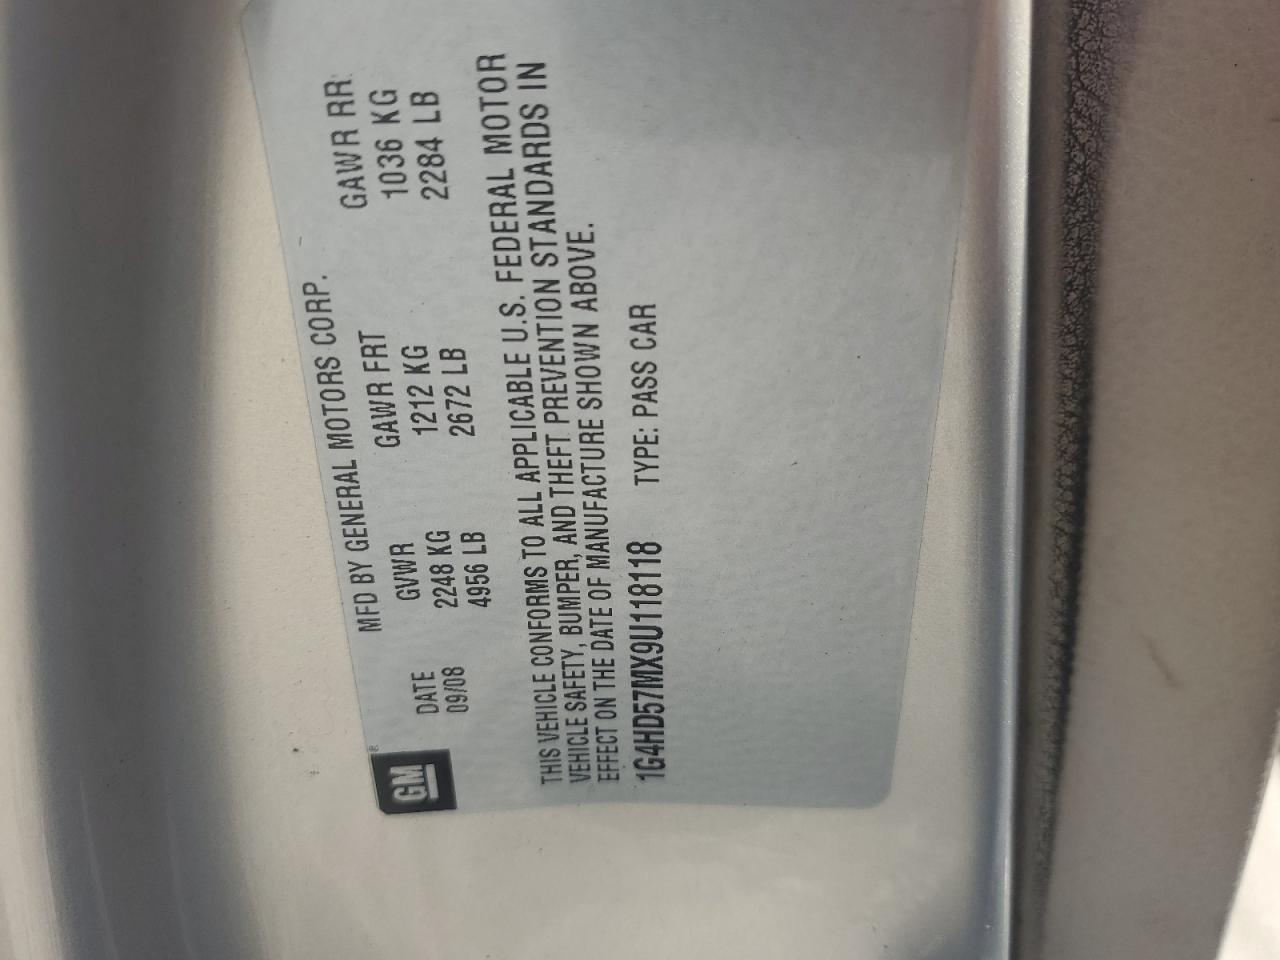 GM®
MFD BY GENERAL MOTORS CORP.
DATE GVWR GAWR FRT GAWR RR
09/08 2248 KG 1212 KG 1036 KG
4956 LB 2672 LB 2284 LB
THIS VEHICLE CONFORMS TO ALL APPLICABLE U.S. FEDERAL MOTOR
VEHICLE SAFETY, BUMPER, AND THEFT PREVENTION STANDARDS IN
EFFECT ON THE DATE OF MANUFACTURE SHOWN ABOVE.
1G4HD57MX9U118118 TYPE: PASS CAR